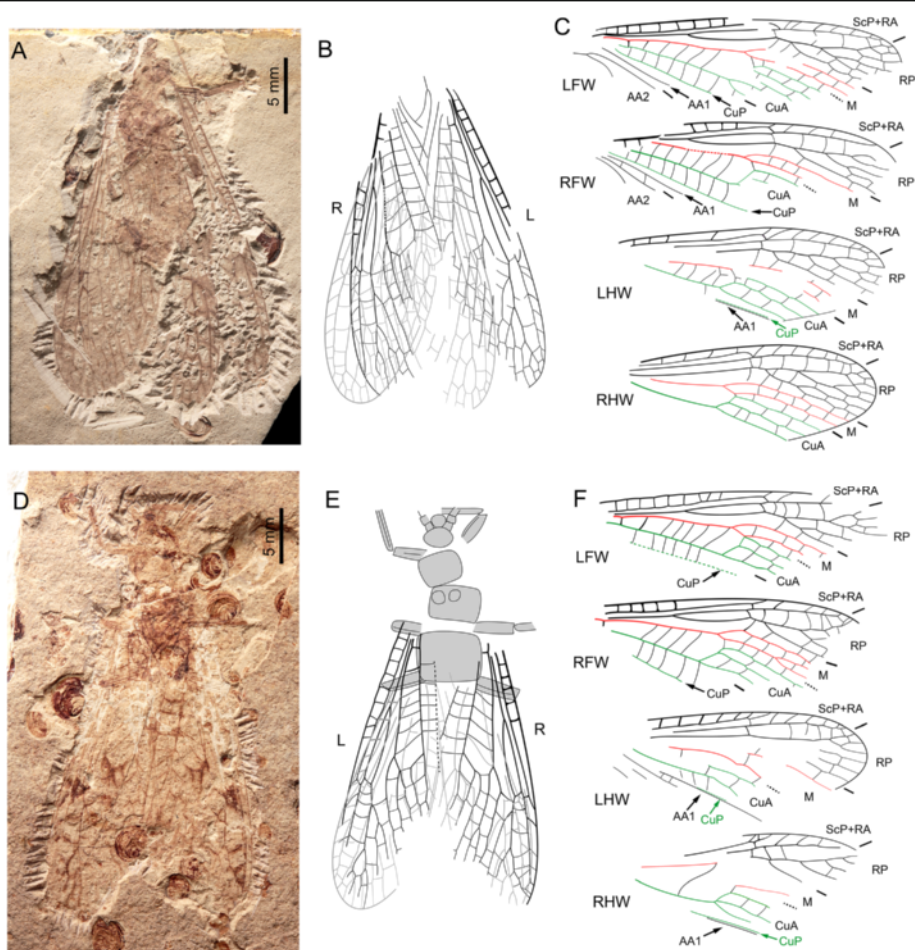 A
5 mm
B
R
L
C
ScP+RA
RP
LFW
AA2
AA1
CuP
CuA
M
ScP+RA
RP
RFW
AA2
AA1
CuP
CuA
M
ScP+RA
RP
LHW
AA1
CuP
CuA
M
ScP+RA
RP
RHW
CuA
M
D
5 mm
E
L
R
F
ScP+RA
RP
LFW
CuP
CuA
M
ScP+RA
RP
RFW
CuP
CuA
M
ScP+RA
RP
LHW
AA1
CuP
CuA
M
ScP+RA
RP
RHW
AA1
CuP
CuA
M